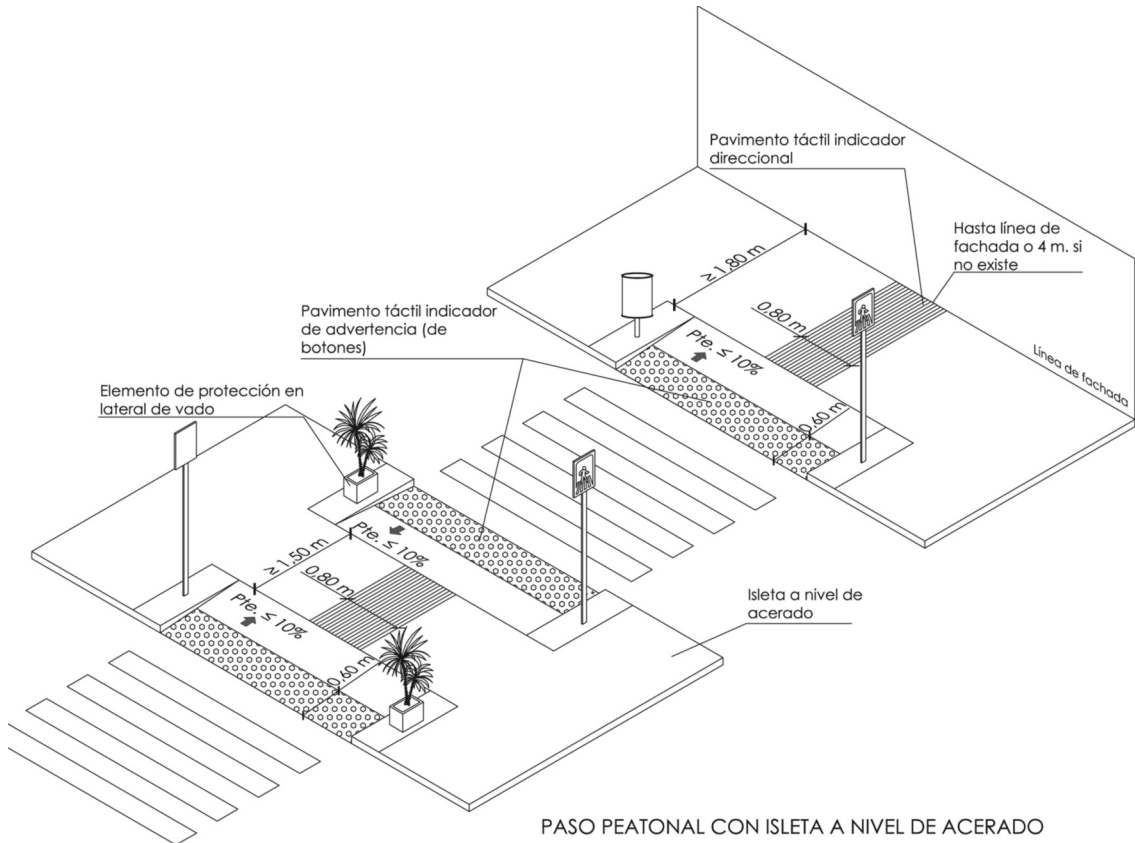 Pavimento táctil indicador
direccional
Hasta línea de
fachada o 4 m. si
no existe
≥1,80 m
0,80 m
Pavimento táctil indicador
de advertencia (de
botones)
Pte. ≤ 10%
Línea de fachada
0,60 m
Elemento de protección en
lateral de vado
Pte. ≤ 10%
≥1,50 m
0,80 m
Pte. ≤ 10%
Isleta a nivel de
acerado
0,60 m
PASO PEATONAL CON ISLETA A NIVEL DE ACERADO